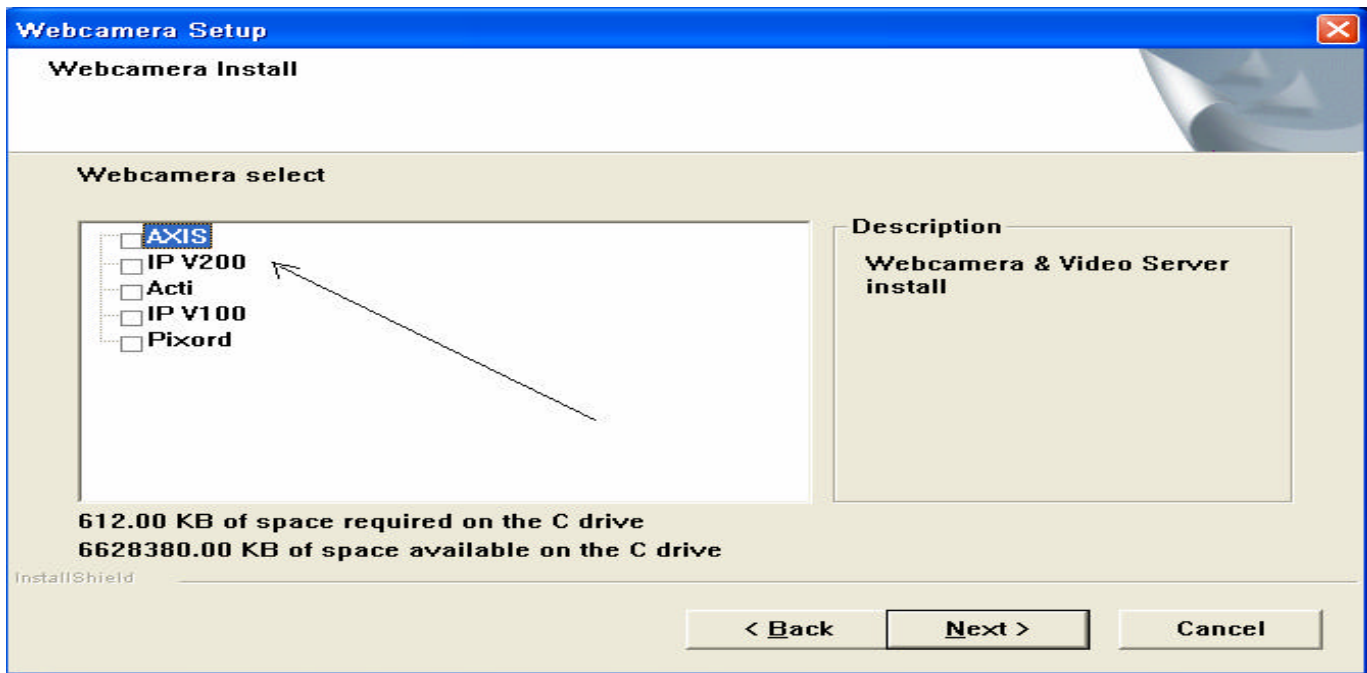 Webcamera Setup
Webcamera Install
Webcamera select
AXIS
IP V200
Acti
IP V100
Pixord
Description
Webcamera & Video Server
install
612.00 KB of space required on the C drive
6628380.00 KB of space available on the C drive
InstallShield
< Back
Next >
Cancel